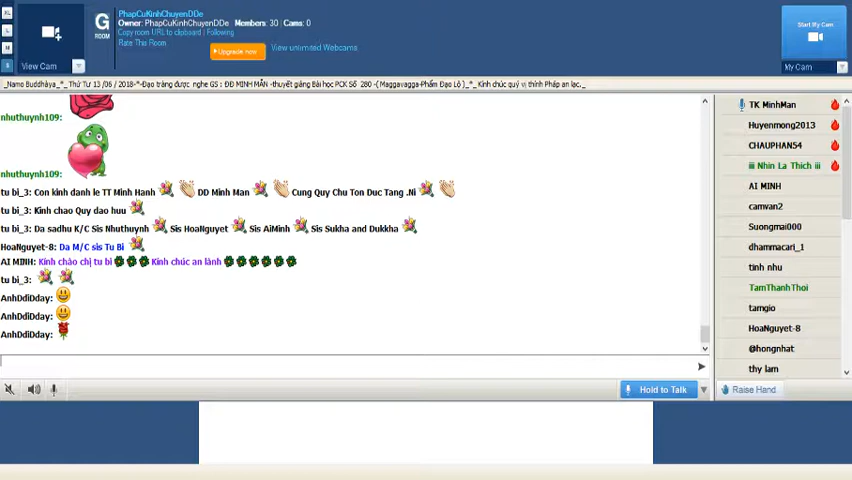 XL
L
M
S
View Cam
G
ROOM
PhapCuKinhChuyenDDe
Owner: PhapCuKinhChuyenDDe | Members: 30 | Cams: 0
Copy room URL to clipboard | Following
Rate This Room
Upgrade now
View unlimited Webcams
Start My Cam
My Cam
_Namo Buddhàya_*_ Thứ Tư 13 /06 / 2018-*-Đạo tràng được nghe GS : ĐĐ MINH MẪN -thuyết giảng Bài học PCK Số 280 -( Maggavagga-Phẩm Đạo Lộ )_*_ Kính chúc quý vị thính Pháp an lạc._
nhuthuynh109:
nhuthuynh109:
tu bi_3: Con kinh danh le TT Minh Hanh DD Minh Man Cung Quy Chu Ton Duc Tang .Ni
tu bi_3: Kinh chao Quy dao huu
tu bi_3: Da sadhu K/C Sis Nhuthuynh Sis HoaNguyet Sis AiMinh Sis Sukha and Dukkha
HoaNguyet-8: Da M/C sis Tu Bi
AI MINH: Kính chào chị tu bi Kính chúc an lành
tu bi_3:
AnhDdiDday:
AnhDdiDday:
AnhDdiDday:
Hold to Talk
TK MinhMan
Huyenmong2013
CHAUPHAN54
iii Nhin La Thich iii
AI MINH
camvan2
Suongmai000
dhammacari_1
tinh nhu
TamThanhThoi
tamgio
HoaNguyet-8
@hongnhat
thy lam
Raise Hand